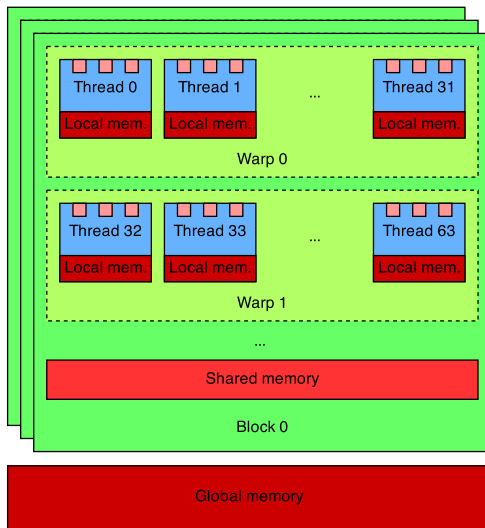 Thread 0 Thread 1 ... Thread 31
Local mem. Local mem. Local mem.
Warp 0
Thread 32 Thread 33 ... Thread 63
Local mem. Local mem. Local mem.
Warp 1
...
Shared memory
Block 0
Global memory